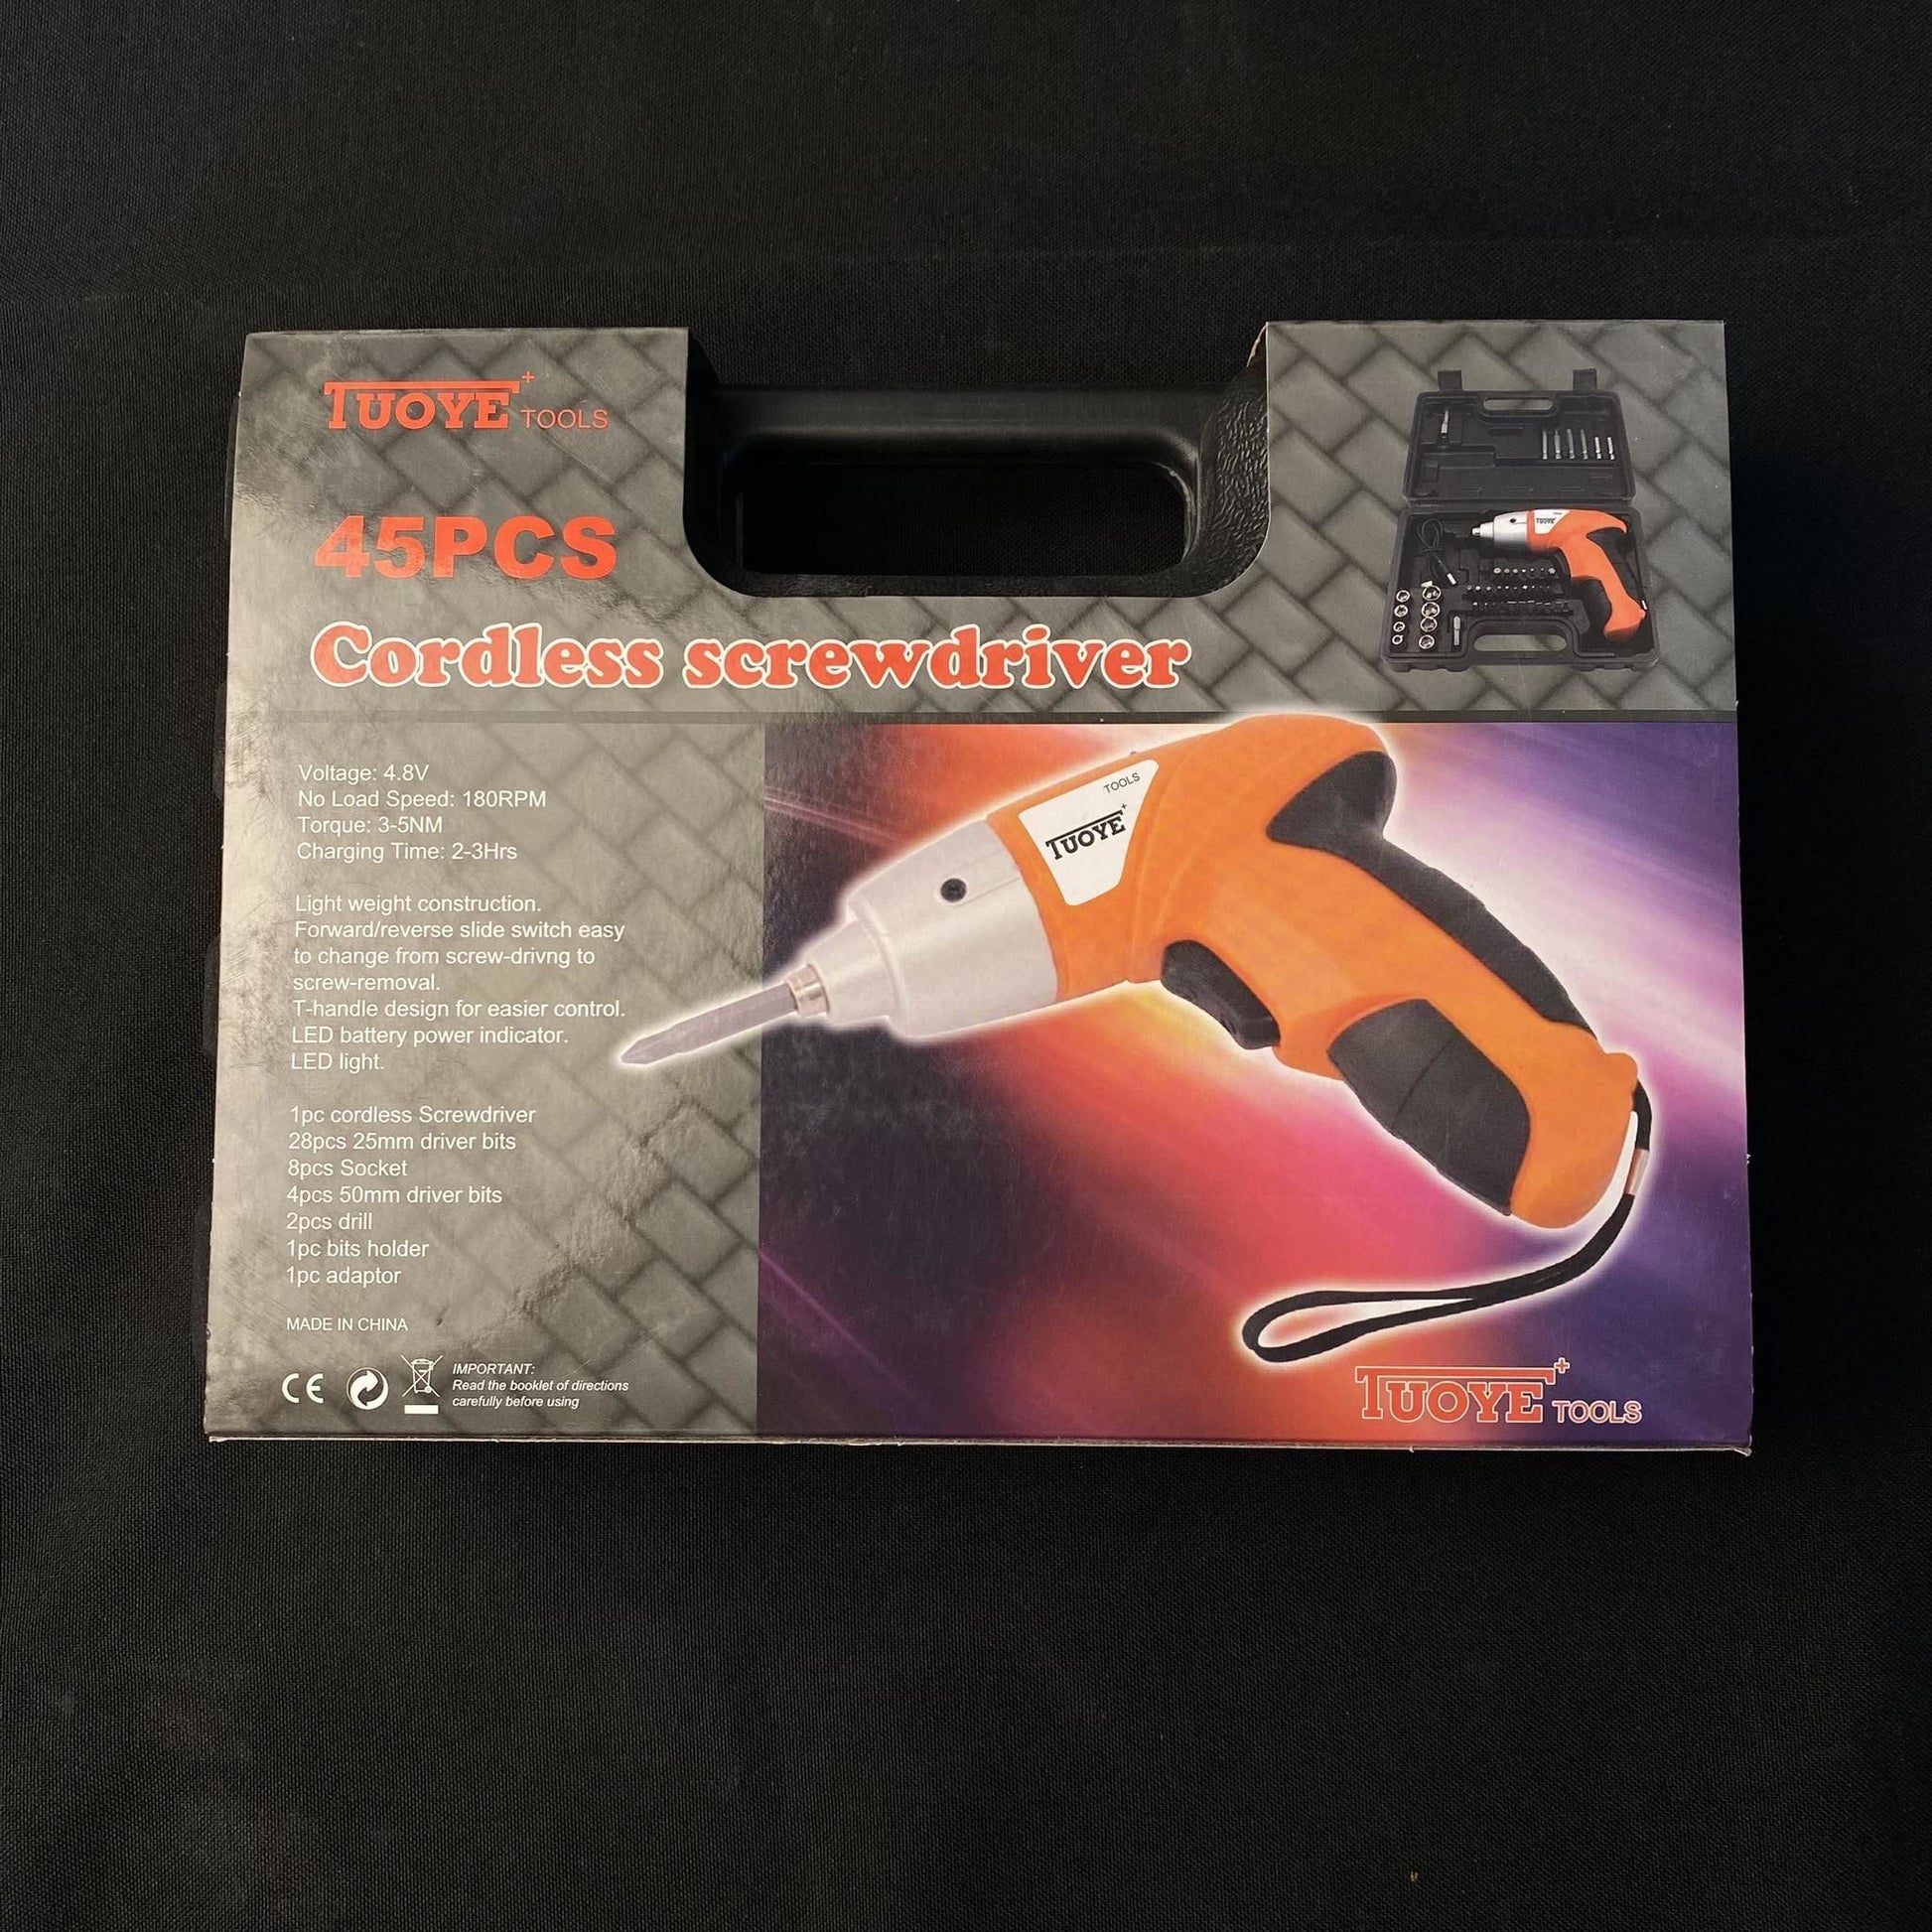 TUOYE+ TOOLS
45PCS
Cordless screwdriver
Voltage: 4.8V
No Load Speed: 180RPM
Torque: 3-5NM
Charging Time: 2-3Hrs
Light weight construction.
Forward/reverse slide switch easy
to change from screw-drivng to
screw-removal.
T-handle design for easier control.
LED battery power indicator.
LED light.
1pc cordless Screwdriver
28pcs 25mm driver bits
8pcs Socket
4pcs 50mm driver bits
2pcs drill
1pc bits holder
1pc adaptor
MADE IN CHINA
CE
IMPORTANT:
Read the booklet of directions
carefully before using
TUOYE
TOOLS
TUOYE+
TUOYE+ TOOLS